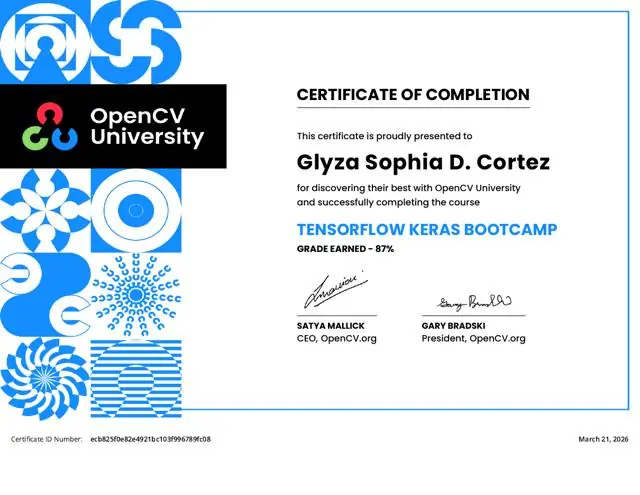 OpenCV
University
CERTIFICATE OF COMPLETION
This certificate is proudly presented to
Glyza Sophia D. Cortez
for discovering their best with OpenCV University
and successfully completing the course
TENSORFLOW KERAS BOOTCAMP
GRADE EARNED - 87%
SATYA MALLICK
CEO, OpenCV.org
GARY BRADSKI
President, OpenCV.org
Certificate ID Number: ecb825f0e82e4921bc103f996789fc08
March 21, 2026